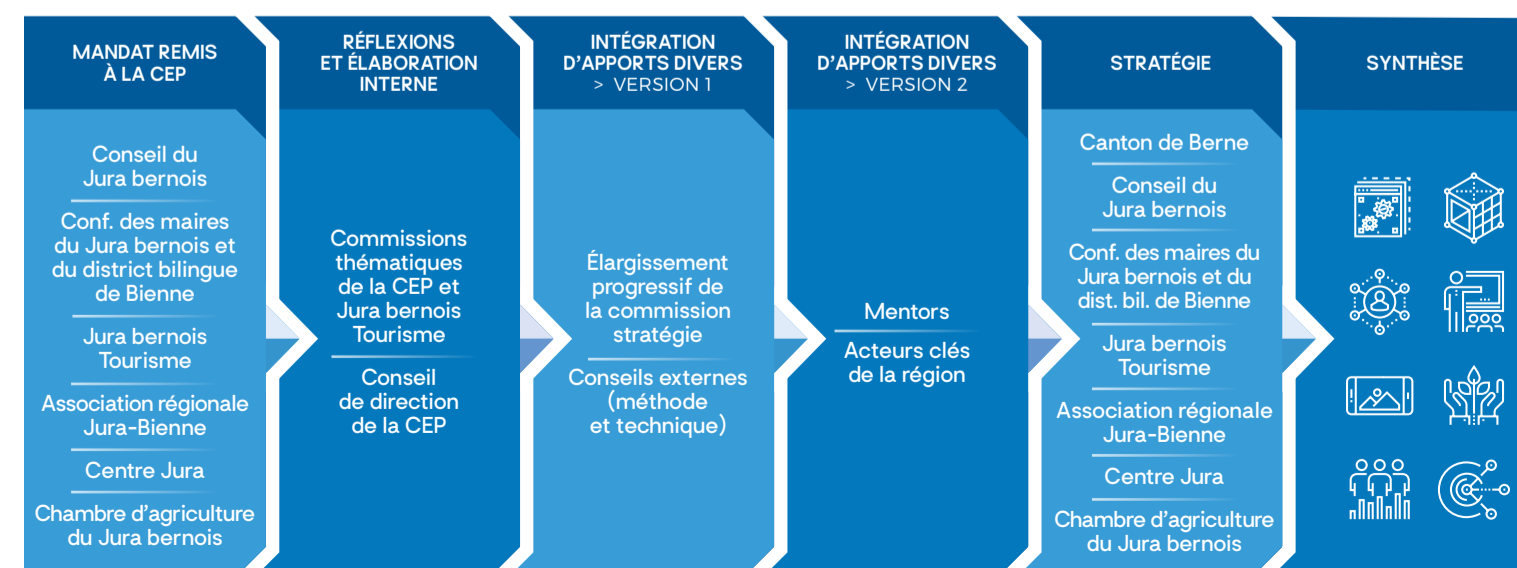 MANDAT REMIS
À LA CEP
Conseil du
Jura bernois
Conf. des maires
du Jura bernois et
du district bilingue
de Bienne
Jura bernois
Tourisme
Association régionale
Jura-Bienne
Centre Jura
Chambre d'agriculture
du Jura bernois
RÉFLEXIONS
ET ÉLABORATION
INTERNE
Commissions
thématiques
de la CEP et
Jura bernois
Tourisme
Conseil
de direction
de la CEP
INTÉGRATION
D'APPORTS DIVERS
> VERSION 1
Élargissement
progressif de
la commission
stratégie
Conseils externes
(méthode
et technique)
INTÉGRATION
D'APPORTS DIVERS
> VERSION 2
Mentors
Acteurs clés
de la région
STRATÉGIE
Canton de Berne
Conseil du
Jura bernois
Conf. des maires du
Jura bernois et du
dist. bil. de Bienne
Jura bernois
Tourisme
Association régionale
Jura-Bienne
Centre Jura
Chambre d'agriculture
du Jura bernois
SYNTHÈSE